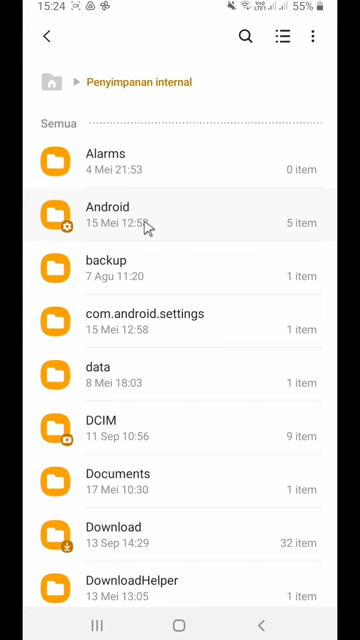 15:24
VoD
LTE1
55%
Penyimpanan internal
Semua
Alarms
4 Mei 21:53
0 item
Android
15 Mei 12:58
5 item
backup
7 Agu 11:20
1 item
com.android.settings
15 Mei 12:58
1 item
data
8 Mei 18:03
1 item
DCIM
11 Sep 10:56
9 item
Documents
17 Mei 10:30
1 item
Download
13 Sep 14:29
32 item
DownloadHelper
13 Mei 13:05
1 item